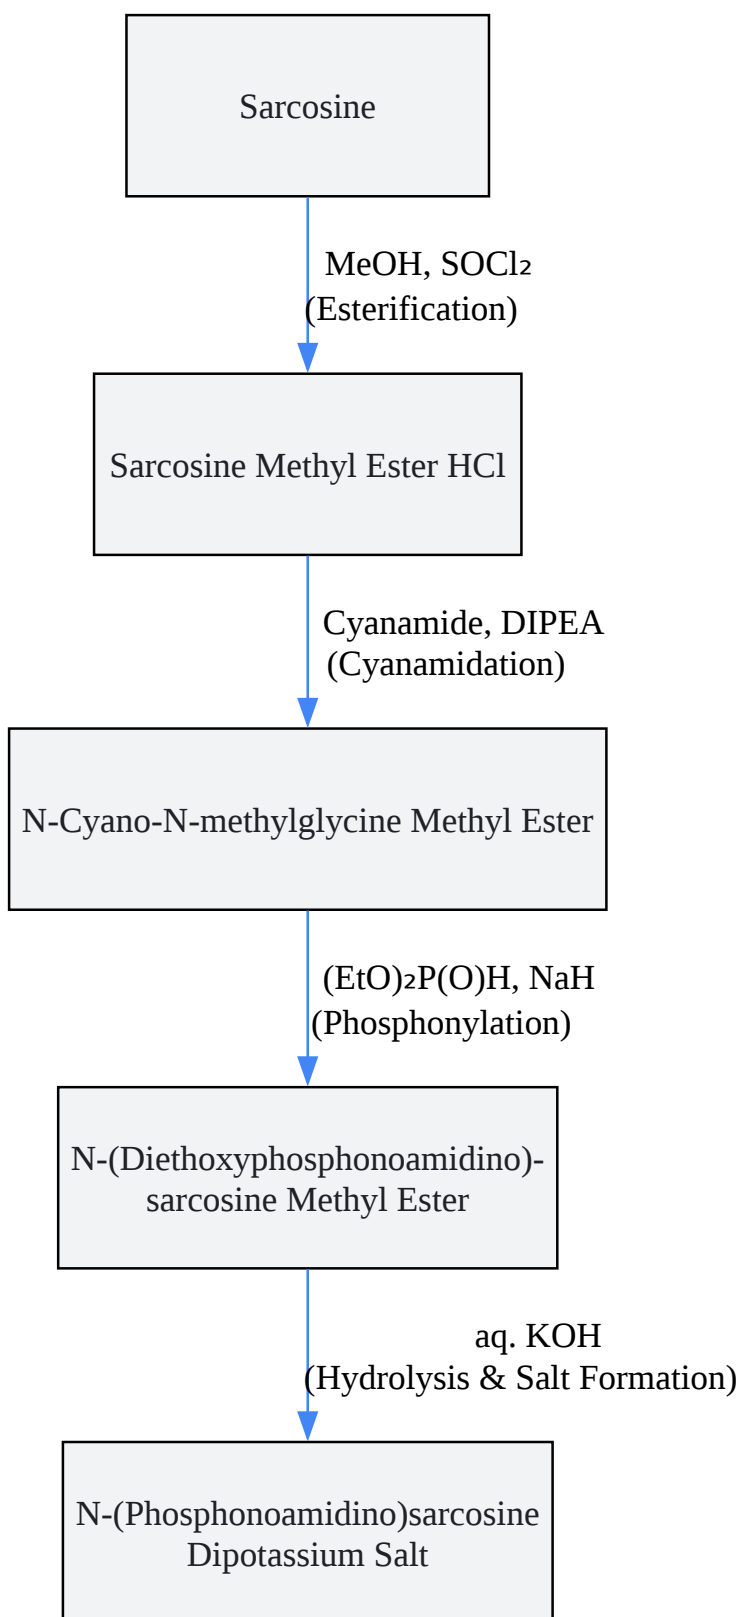 Sarcosine
MeOH, SOCl₂
(Esterification)
Sarcosine Methyl Ester HCl
Cyanamide, DIPEA
(Cyanamidation)
N-Cyano-N-methylglycine Methyl Ester
(EtO)₂P(O)H, NaH
(Phosphonylation)
N-(Diethoxyphosphonoamidino)-
sarcosine Methyl Ester
aq. KOH
(Hydrolysis & Salt Formation)
N-(Phosphonoamidino)sarcosine
Dipotassium Salt